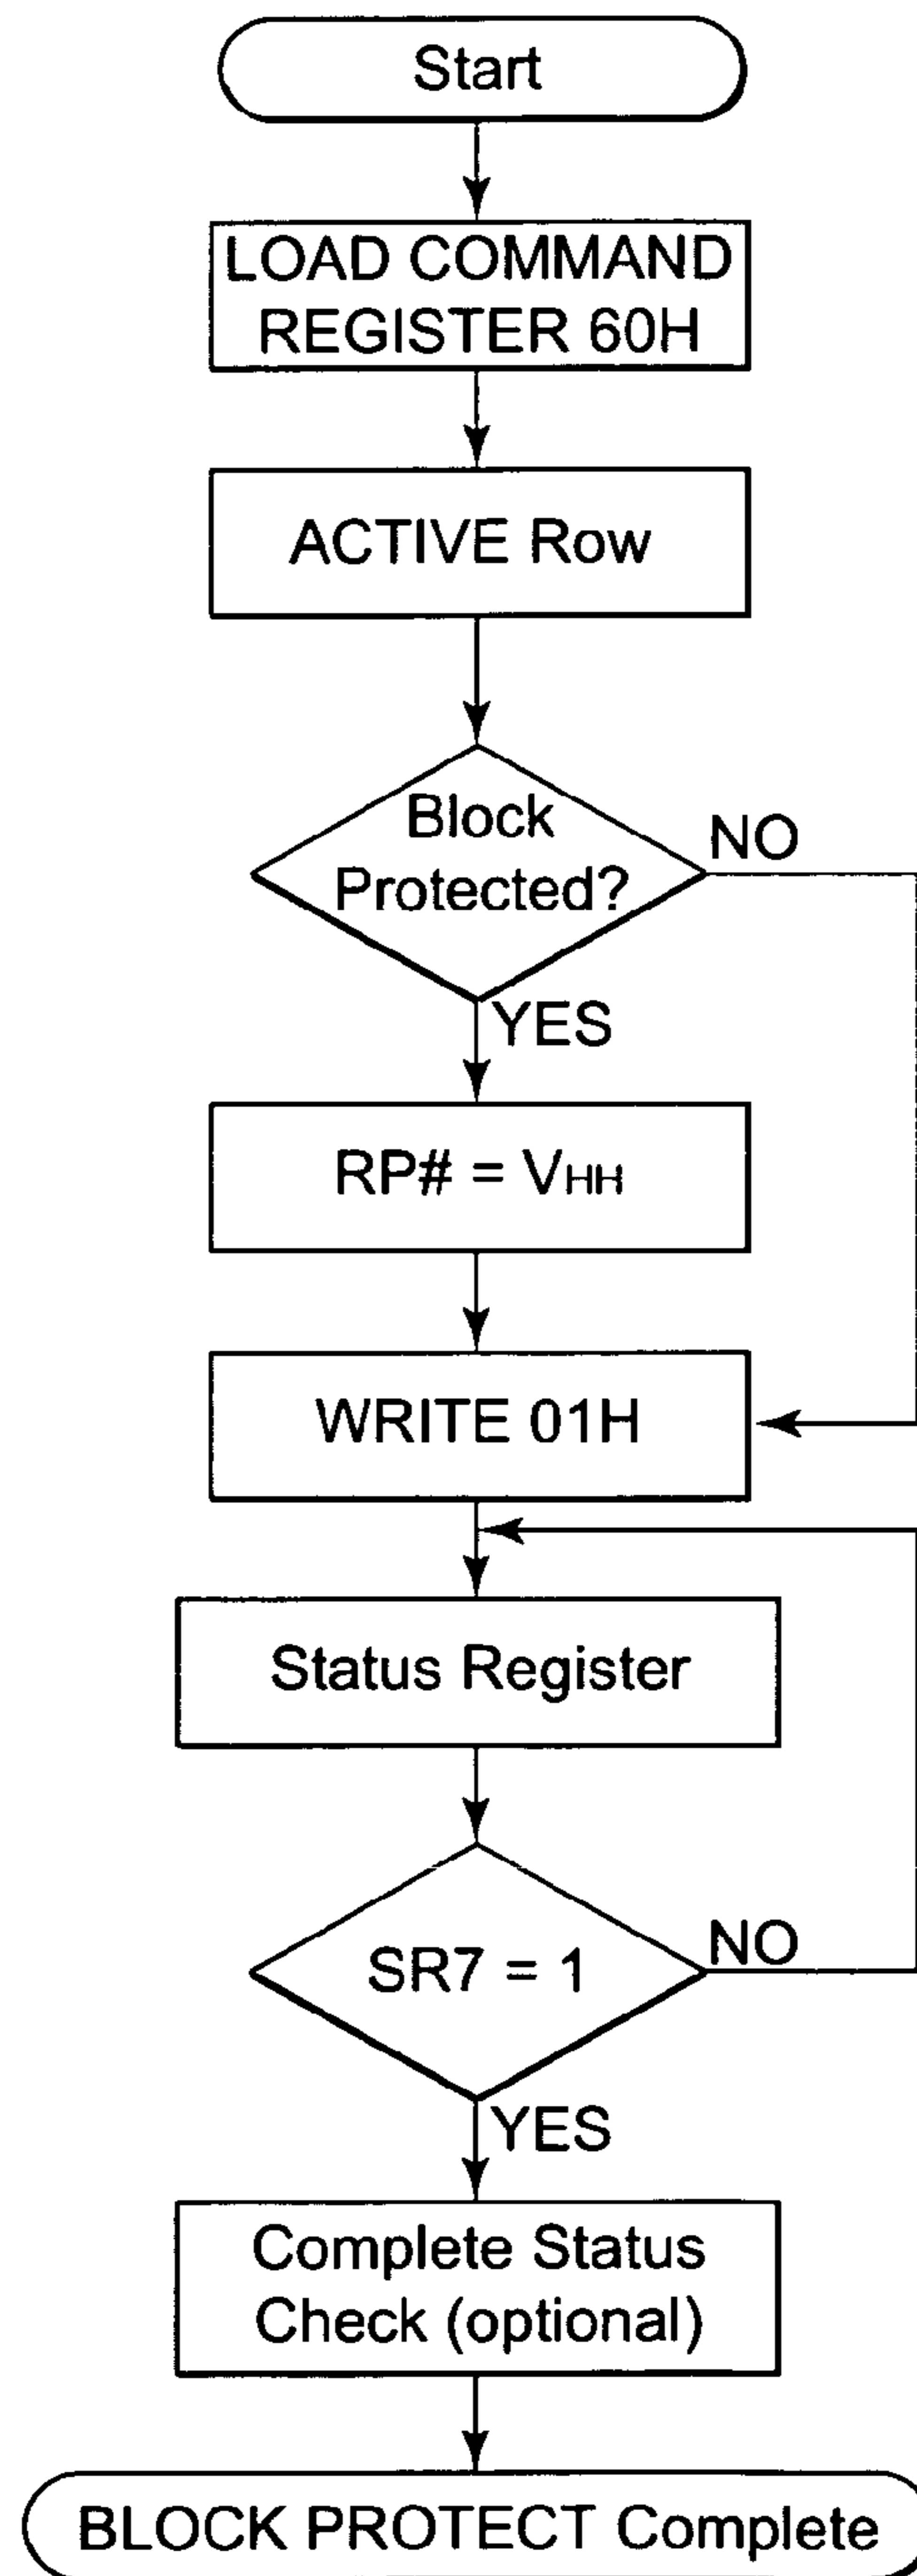 Start
LOAD COMMAND
REGISTER 60H
ACTIVE Row
Block
Protected?
NO
YES
RP# = VHH
WRITE 01H
Status Register
SR7 = 1
NO
YES
Complete Status
Check (optional)
BLOCK PROTECT Complete